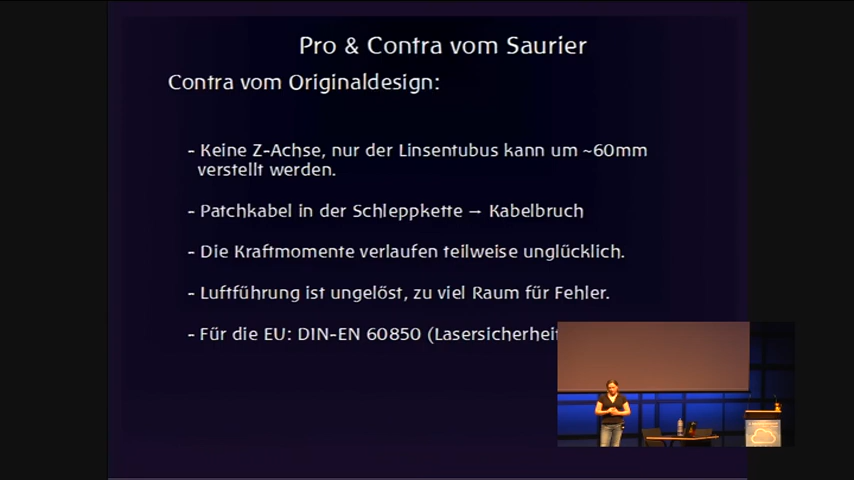 Pro & Contra vom Saurier
Contra vom Originaldesign:
- Keine Z-Achse, nur der Linsentubus kann um ~60mm
verstellt werden.
- Patchkabel in der Schleppkette → Kabelbruch
- Die Kraftmomente verlaufen teilweise unglücklich.
- Luftführung ist ungelöst, zu viel Raum für Fehler.
- Für die EU: DIN-EN 60850 (Lasersicherheit